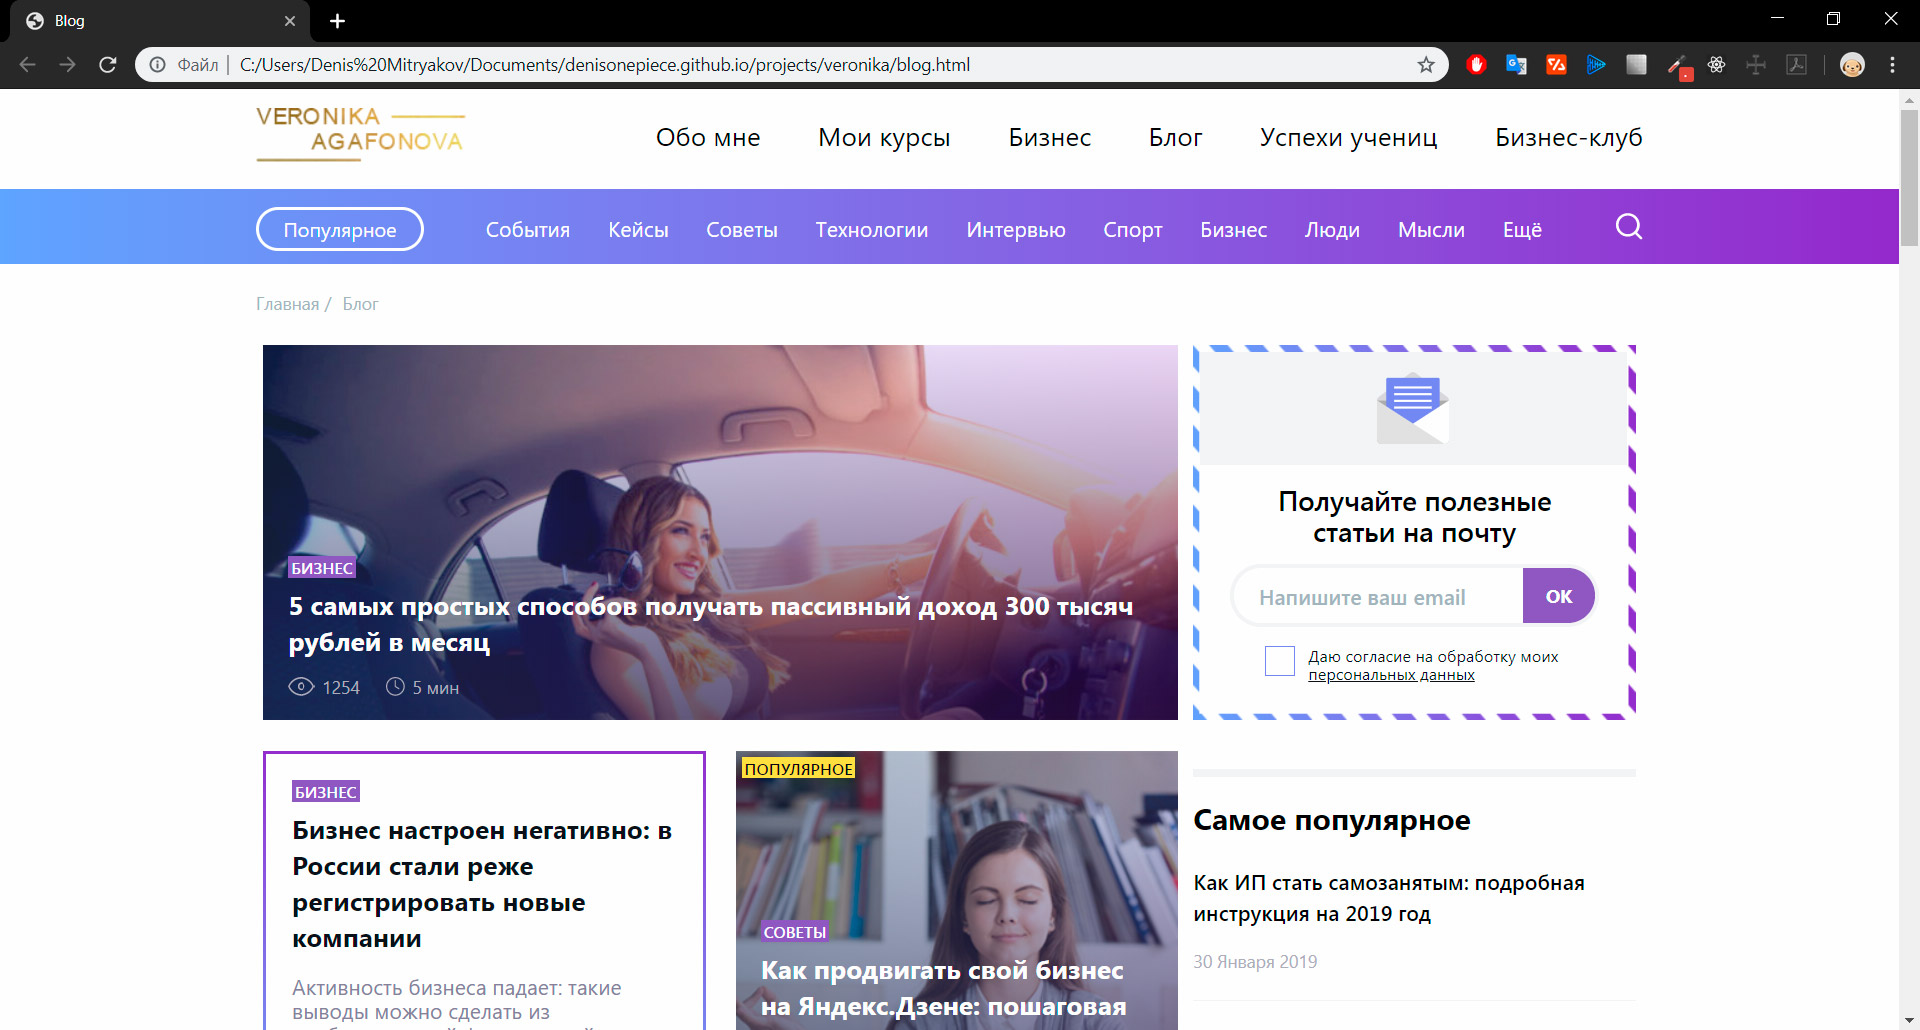 Blog
Файл
C:/Users/Denis%20Mitryakov/Documents/denisonepiece.github.io/projects/veronika/blog.html
VERONIKA
AGAFONOVA
Обо мне
Мои курсы
Бизнес
Блог
Успехи учениц
Бизнес-клуб
Популярное
События
Кейсы
Советы
Технологии
Интервью
Спорт
Бизнес
Люди
Мысли
Ещё
Главная / Блог
БИЗНЕС
5 самых простых способов получать пассивный доход 300 тысяч
рублей в месяц
1254
5 мин
Получайте полезные
статьи на почту
Напишите ваш email
ОК
Даю согласие на обработку моих
персональных данных
БИЗНЕС
Бизнес настроен негативно: в
России стали реже
регистрировать новые
компании
Активность бизнеса падает: такие
выводы можно сделать из
ПОПУЛЯРНОЕ
СОВЕТЫ
Как продвигать свой бизнес
на Яндекс.Дзене: пошаговая
Самое популярное
Как ИП стать самозанятым: подробная
инструкция на 2019 год
30 Января 2019